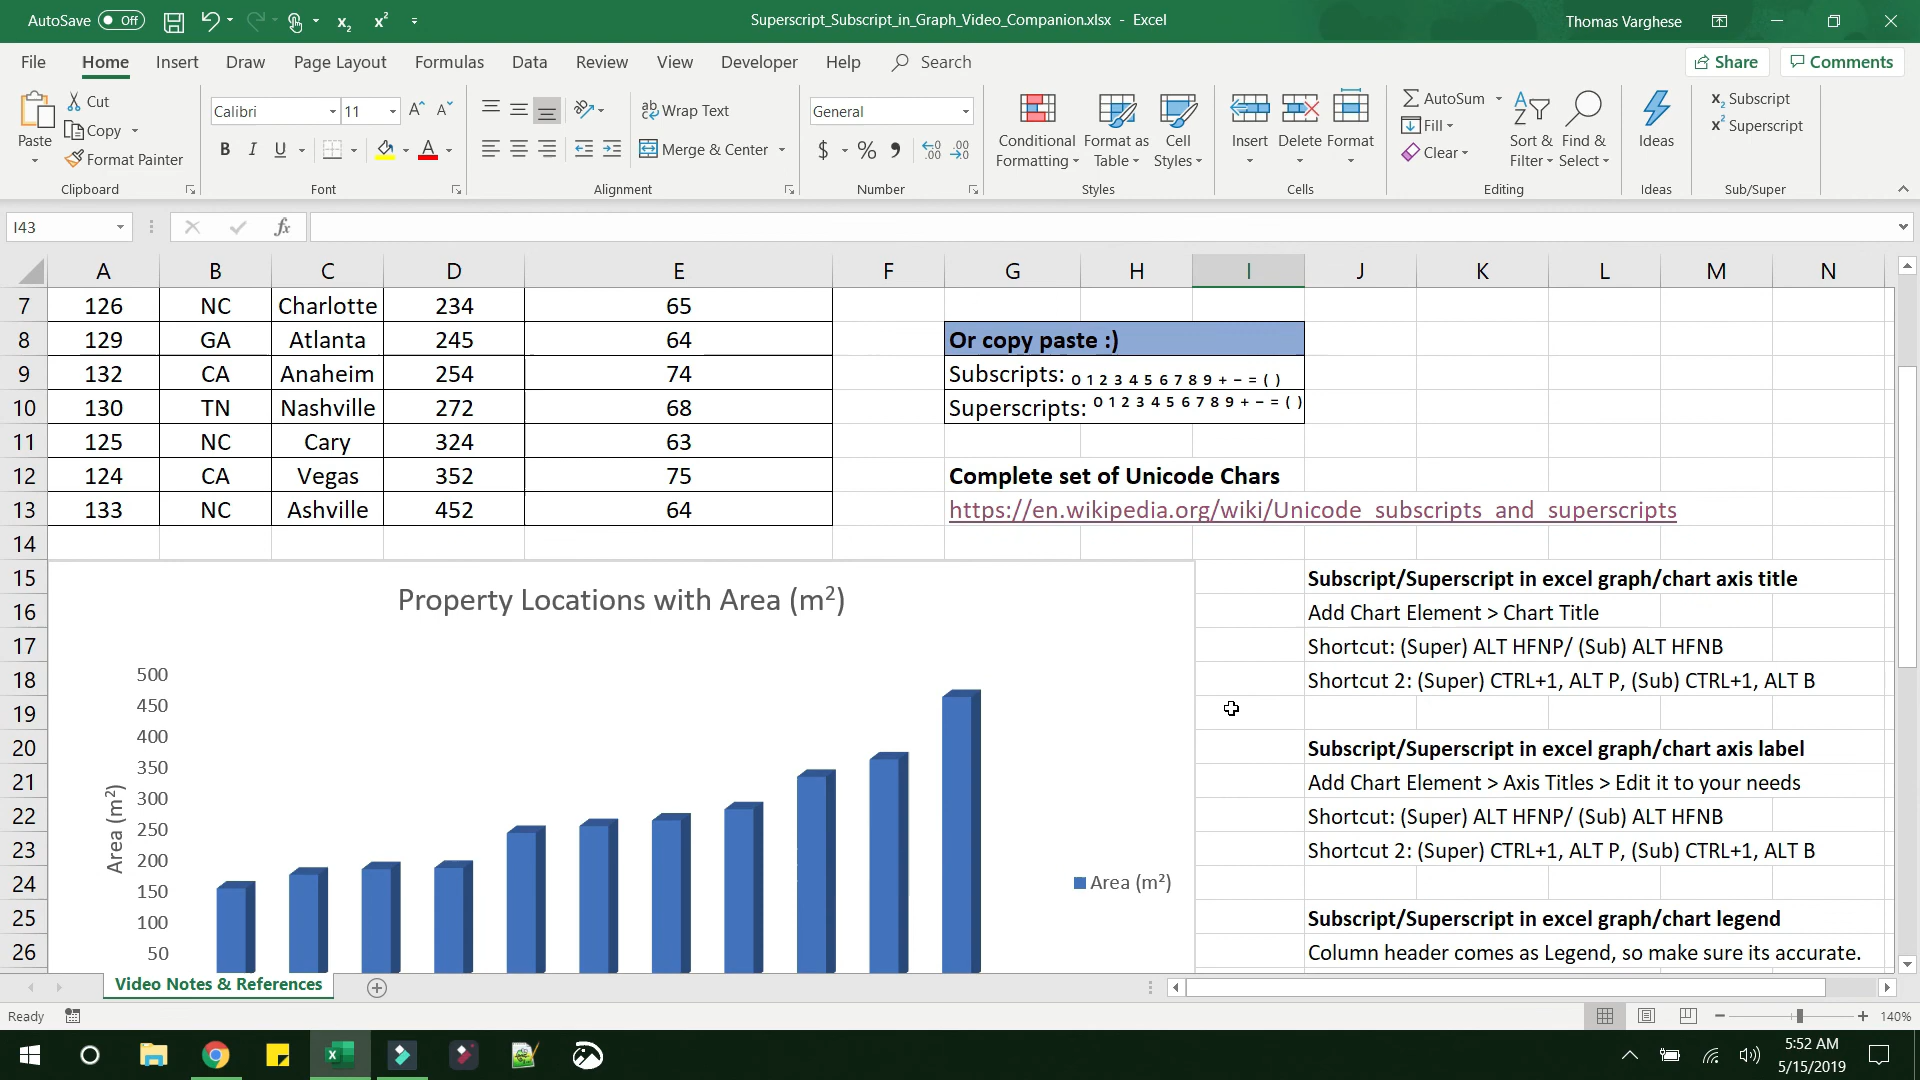 AutoSave Off Superscript_Subscript_in_Graph_Video_Companion.xlsx - Excel Thomas Varghese
File Home Insert Draw Page Layout Formulas Data Review View Developer Help Search Share Comments
Paste
Cut
Copy
Format Painter
Clipboard
Calibri 11
B I U
Font
Wrap Text
Merge & Center
Alignment
General
$ %
Number
Conditional Formatting
Format as Table
Cell Styles
Styles
Insert Delete Format
Cells
AutoSum
Fill
Clear
Sort & Filter
Find & Select
Editing
Ideas
Ideas
x₂ Subscript
x² Superscript
Sub/Super
I43 fx
A B C D E F G H I J K L M N
7 126 NC Charlotte 234 65
8 129 GA Atlanta 245 64 Or copy paste :)
9 132 CA Anaheim 254 74 Subscripts: ₀ ₁ ₂ ₃ ₄ ₅ ₆ ₇ ₈ ₉ ₊ ₋ ₌ ₍ ₎
10 130 TN Nashville 272 68 Superscripts: ⁰ ¹ ² ³ ⁴ ⁵ ⁶ ⁷ ⁸ ⁹ ⁺ ⁻ ⁼ ⁽ ⁾
11 125 NC Cary 324 63
12 124 CA Vegas 352 75 Complete set of Unicode Chars
13 133 NC Ashville 452 64 https://en.wikipedia.org/wiki/Unicode_subscripts_and_superscripts
14
15 Subscript/Superscript in excel graph/chart axis title
16 Add Chart Element > Chart Title
17 Shortcut: (Super) ALT HFNP/ (Sub) ALT HFNB
18 Shortcut 2: (Super) CTRL+1, ALT P, (Sub) CTRL+1, ALT B
19
20 Subscript/Superscript in excel graph/chart axis label
21 Add Chart Element > Axis Titles > Edit it to your needs
22 Shortcut: (Super) ALT HFNP/ (Sub) ALT HFNB
23 Shortcut 2: (Super) CTRL+1, ALT P, (Sub) CTRL+1, ALT B
24
25 Subscript/Superscript in excel graph/chart legend
26 Column header comes as Legend, so make sure its accurate.
Property Locations with Area (m²)
500
450
400
350
300
250
200
150
100
50
Area (m²)
Area (m²)
Video Notes & References
Ready 140%
5:52 AM
5/15/2019